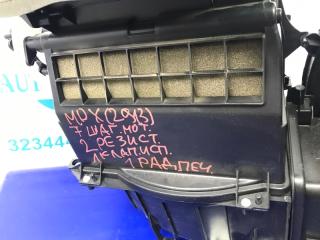 MDX(2013)
7 ШАГ. МОТ.
2 РЕЗИСТ.
1 РАД.ПЕЧ.
32344